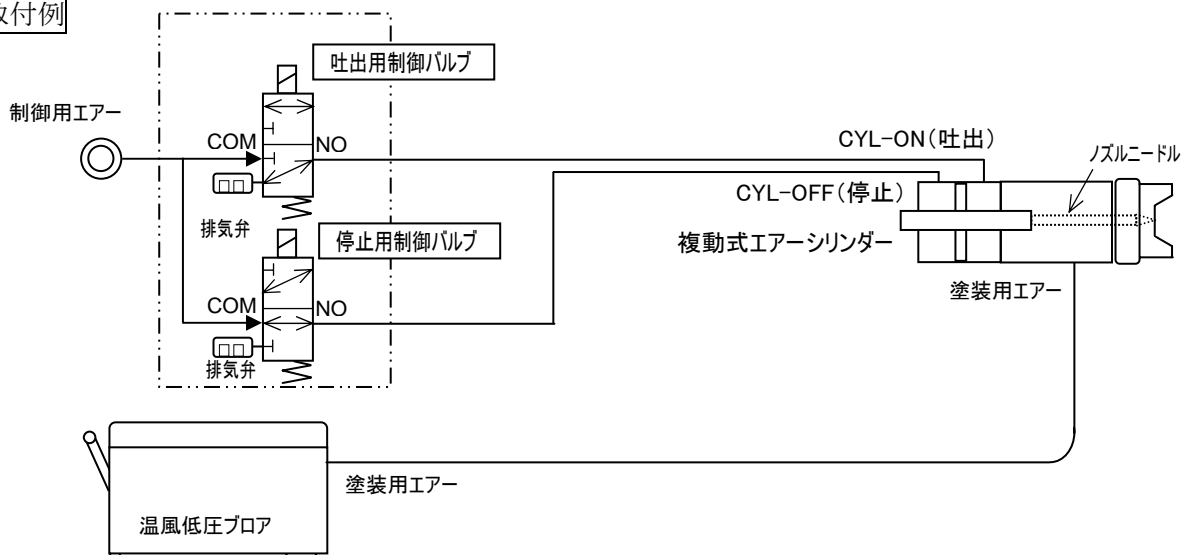 取付例
吐出用制御バルブ
制御用エアー
COM
NO
CYL-ON(吐出)
ノズルニードル
CYL-OFF(停止)
排気弁
停止用制御バルブ
複動式エアーシリンダー
塗装用エアー
COM
NO
排気弁
塗装用エアー
温風低圧ブロア